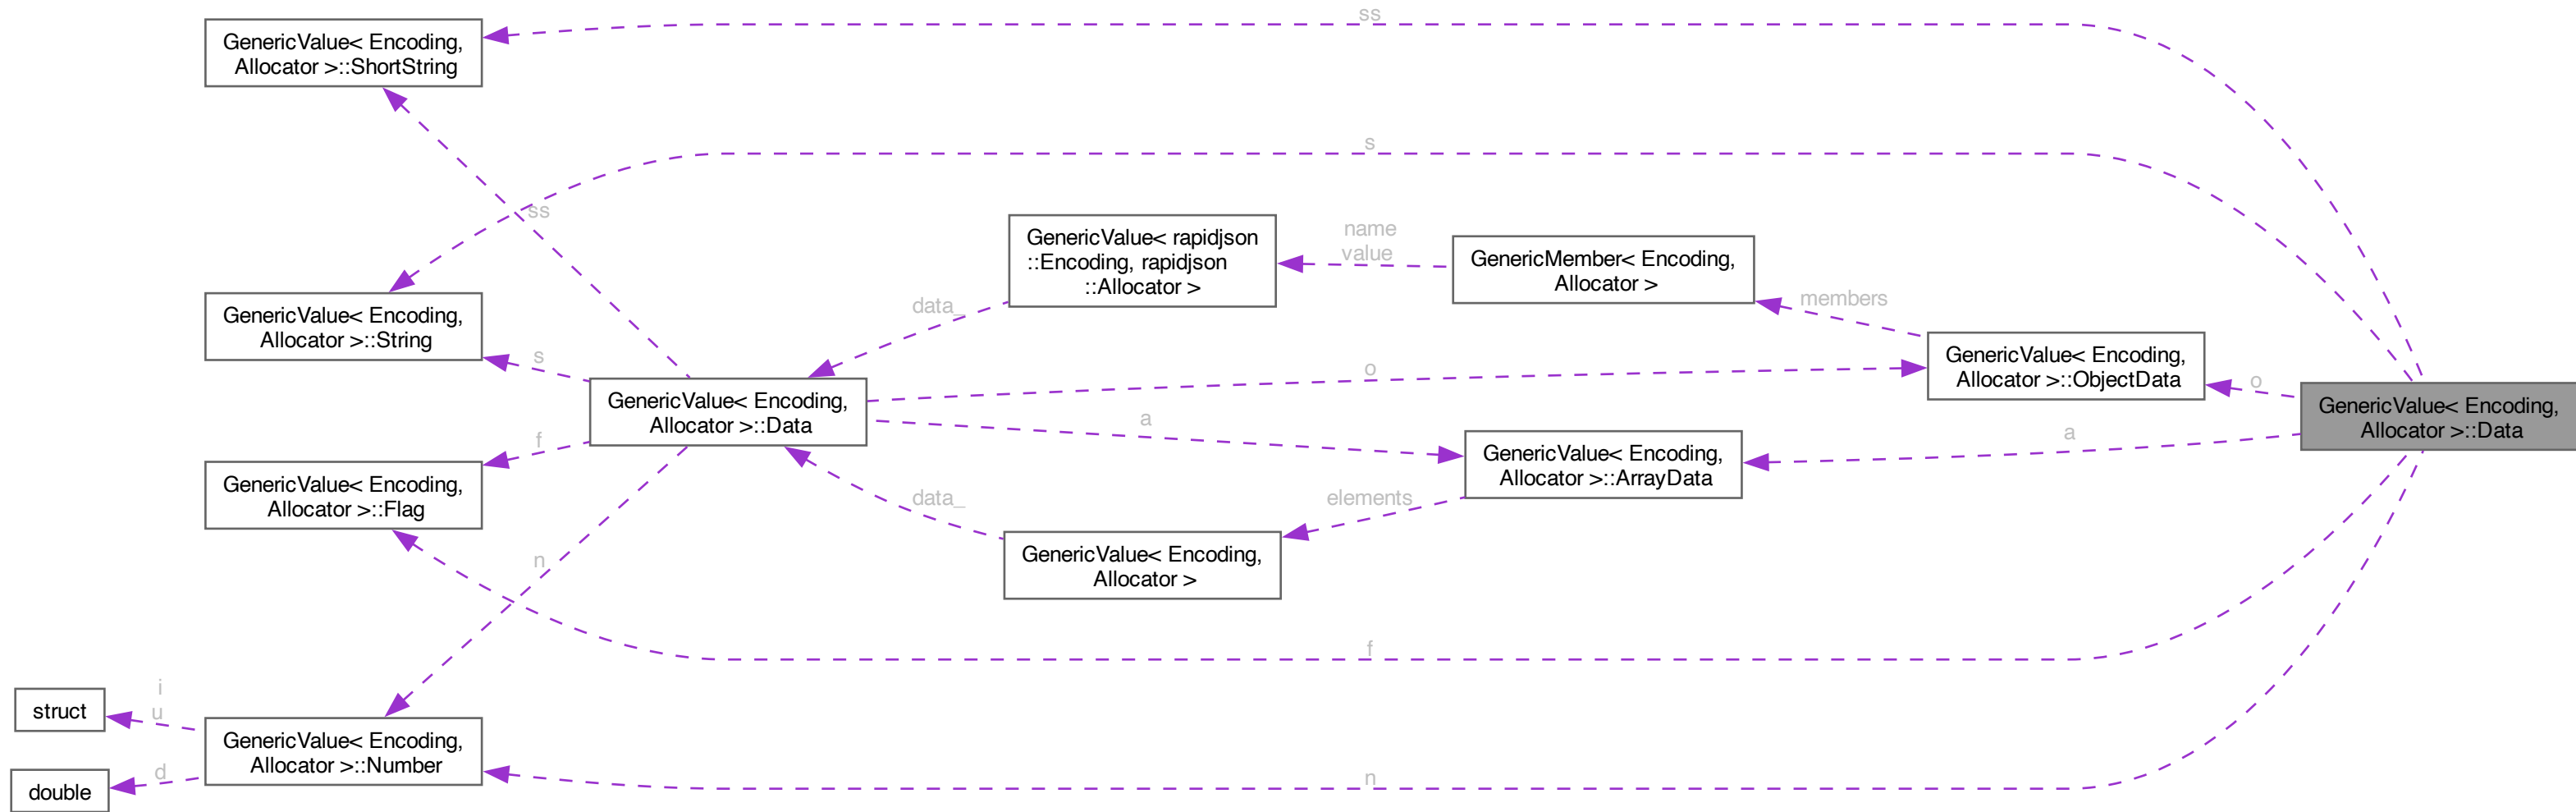 ss
GenericValue< Encoding,
Allocator >::ShortString
s
ss
name
value
GenericValue< rapidjson
::Encoding, rapidjson
::Allocator >
GenericMember< Encoding,
Allocator >
data_
members
GenericValue< Encoding,
Allocator >::String
s
o
GenericValue< Encoding,
Allocator >::ObjectData
o
GenericValue< Encoding,
Allocator >::Data
GenericValue< Encoding,
Allocator >::Data
a
a
f
GenericValue< Encoding,
Allocator >::ArrayData
GenericValue< Encoding,
Allocator >::Flag
data_
elements
n
GenericValue< Encoding,
Allocator >
f
i
u
struct
GenericValue< Encoding,
Allocator >::Number
d
double
n